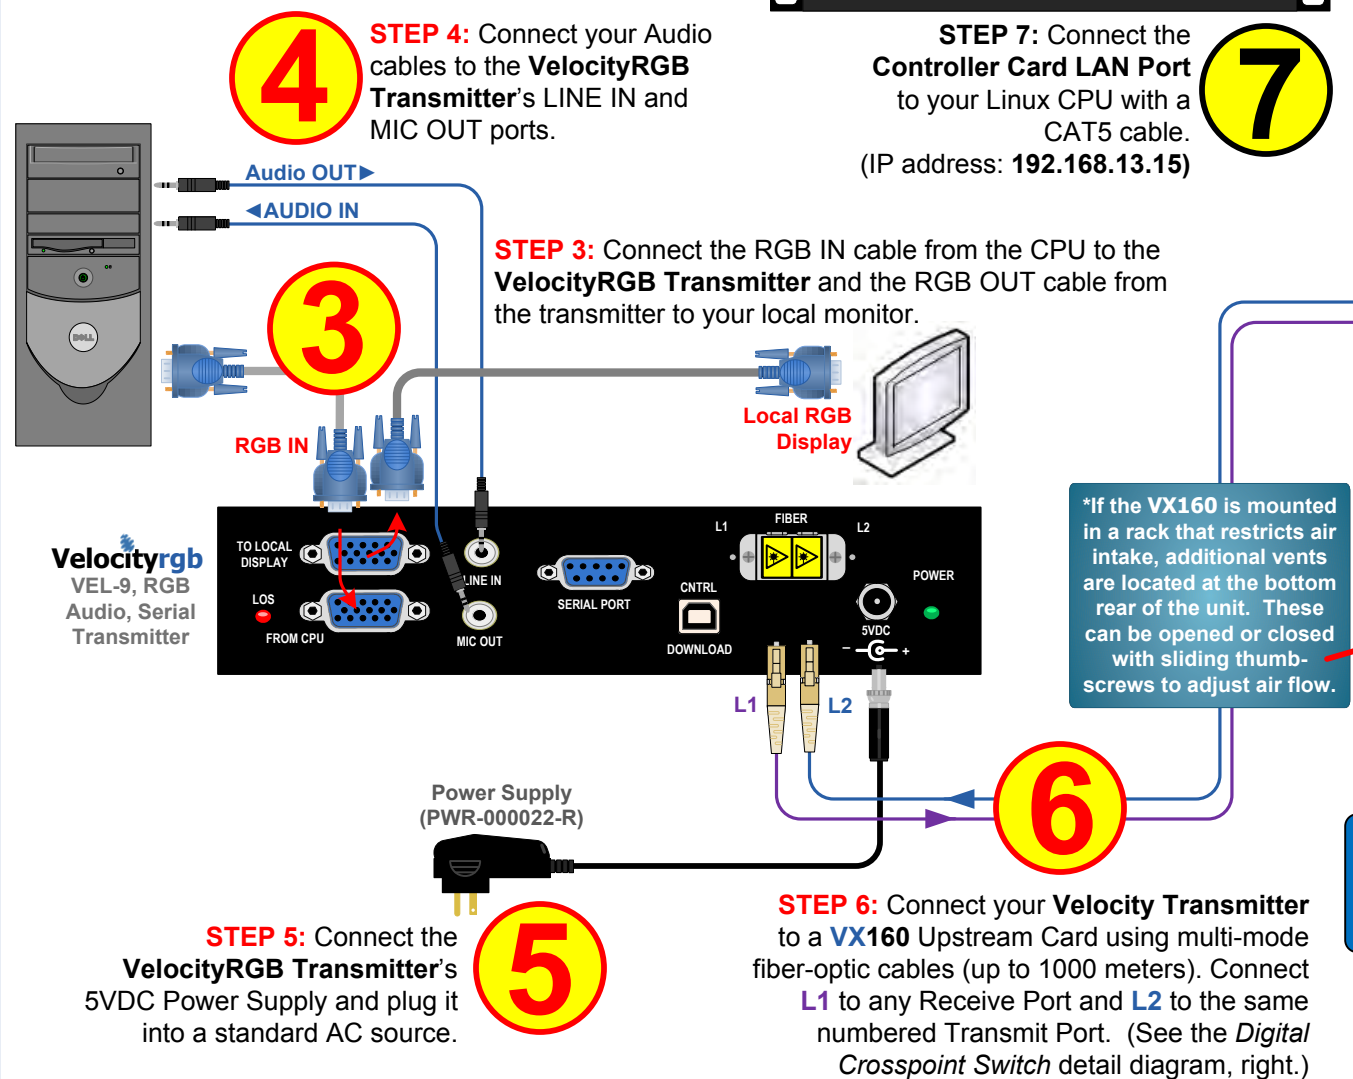 4
STEP 4: Connect your Audio
cables to the VelocityRGB
Transmitter's LINE IN and
MIC OUT ports.
STEP 7: Connect the
Controller Card LAN Port
to your Linux CPU with a
CAT5 cable.
(IP address: 192.168.13.15)
7
Audio OUT►
◄AUDIO IN
STEP 3: Connect the RGB IN cable from the CPU to the
VelocityRGB Transmitter and the RGB OUT cable from
the transmitter to your local monitor.
3
DELL
RGB IN
Local RGB
Display
*If the VX160 is mounted
in a rack that restricts air
intake, additional vents
are located at the bottom
rear of the unit. These
can be opened or closed
with sliding thumb-
screws to adjust air flow.
Velocityrgb
VEL-9, RGB
Audio, Serial
Transmitter
TO LOCAL
DISPLAY
LOS
FROM CPU
LINE IN
MIC OUT
SERIAL PORT
L1
FIBER
L2
CNTRL
DOWNLOAD
5VDC
– +
POWER
L1
L2
6
Power Supply
(PWR-000022-R)
STEP 5: Connect the
VelocityRGB Transmitter's
5VDC Power Supply and plug it
into a standard AC source.
5
STEP 6: Connect your Velocity Transmitter
to a VX160 Upstream Card using multi-mode
fiber-optic cables (up to 1000 meters). Connect
L1 to any Receive Port and L2 to the same
numbered Transmit Port. (See the Digital
Crosspoint Switch detail diagram, right.)